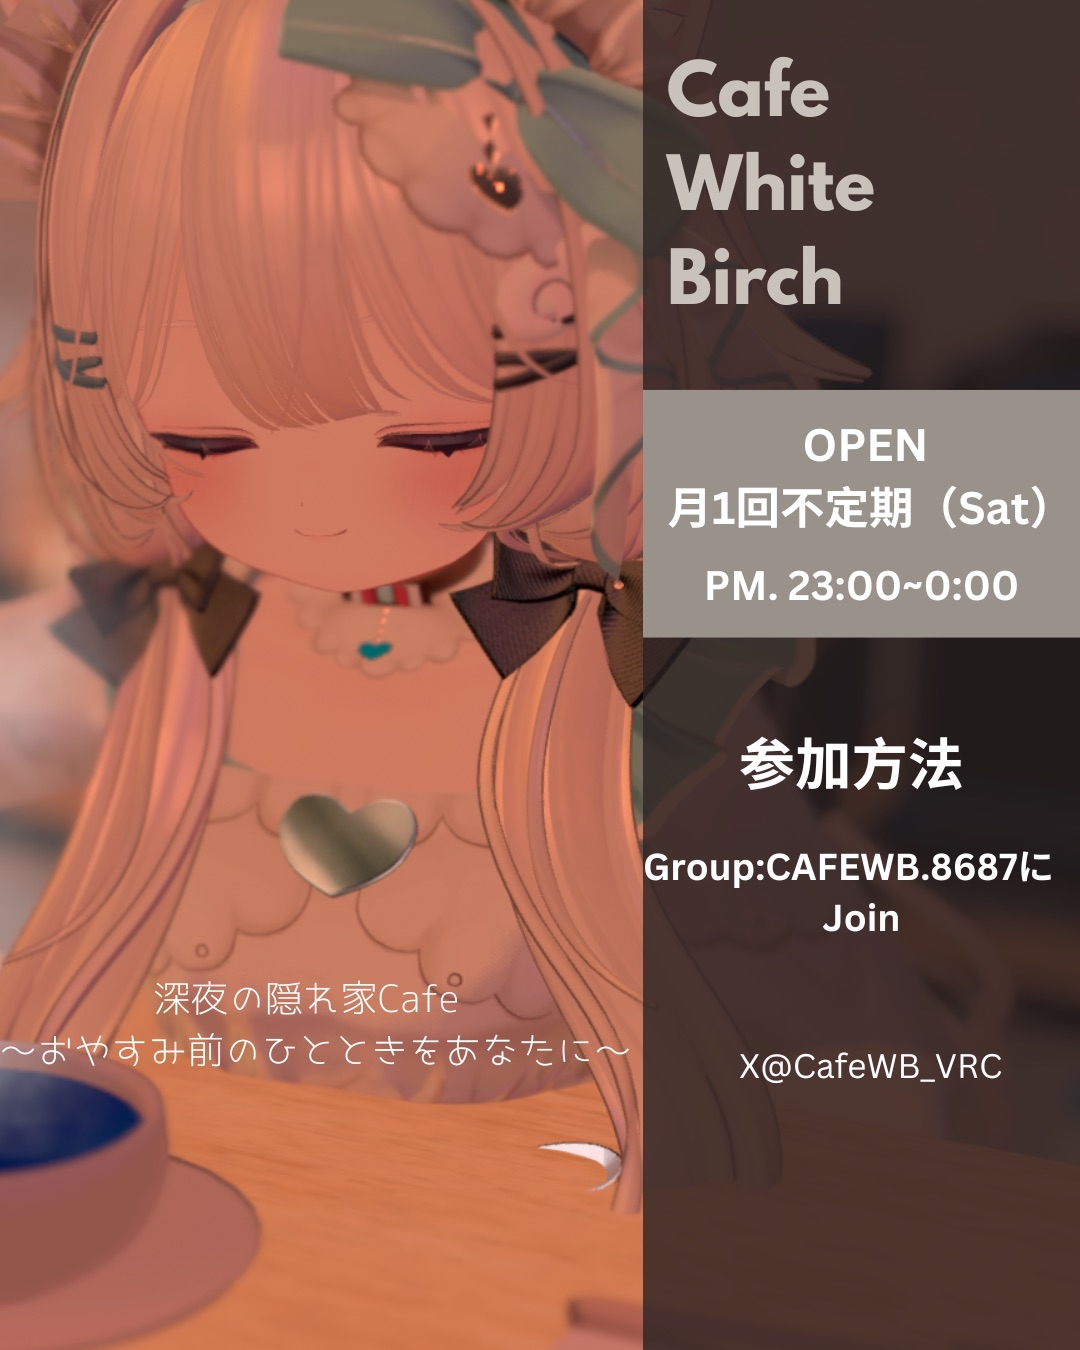 Cafe
White
Birch
OPEN
月1回不定期（Sat）
PM. 23:00~0:00
参加方法
Group:CAFEWB.8687に
Join
X@CafeWB_VRC
深夜の隠れ家Cafe
〜おやすみ前のひとときをあなたに〜